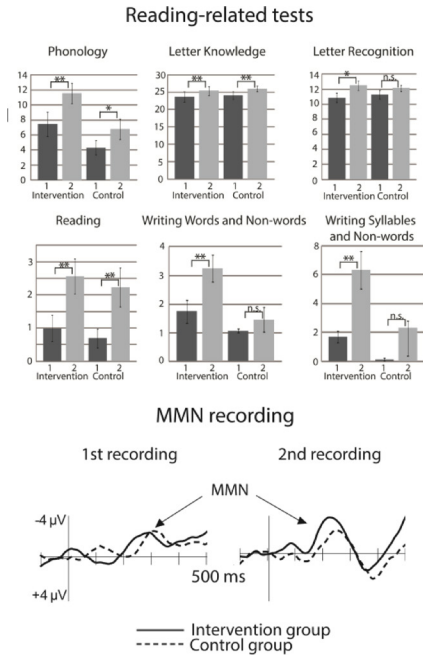 Reading-related tests
Phonology
Letter Knowledge
Letter Recognition
14
12
10
8
6
4
2
0
**
*
1 2 1 2
Intervention Control
30
25
20
15
10
5
0
**
**
1 2 1 2
Intervention Control
14
12
10
8
6
4
2
0
*
n.s.
1 2 1 2
Intervention Control
Reading
Writing Words and Non-words
Writing Syllables
and Non-words
3
2
1
0
**
**
1 2 1 2
Intervention Control
4
3
2
1
0
**
n.s.
1 2 1 2
Intervention Control
8
6
4
2
0
**
n.s.
1 2 1 2
Intervention Control
MMN recording
1st recording
2nd recording
MMN
-4 µV
+4 µV
500 ms
Intervention group
Control group